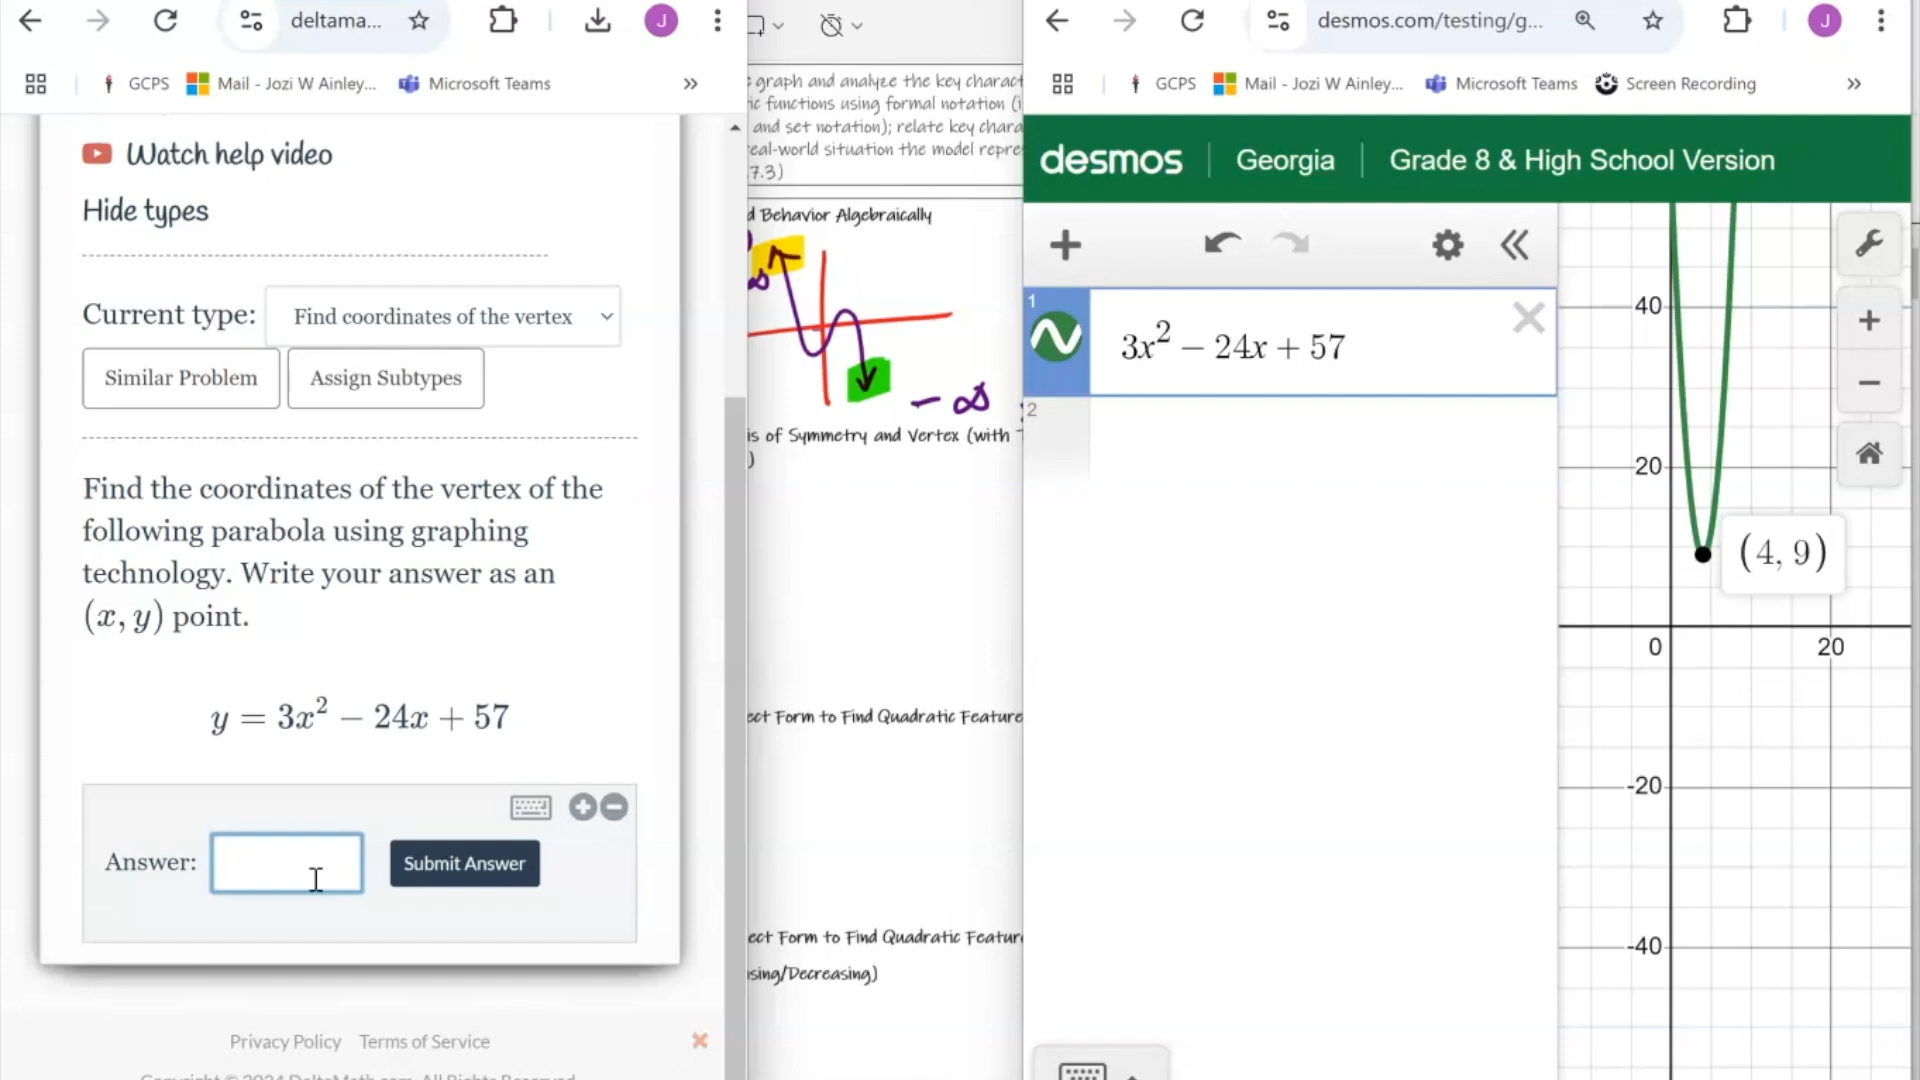 deltama...
J
GCPS
Mail - Jozi W Ainley...
Microsoft Teams
»
Watch help video
Hide types
Current type:
Find coordinates of the vertex
Similar Problem
Assign Subtypes
Find the coordinates of the vertex of the
following parabola using graphing
technology. Write your answer as an
(x, y) point.
y = 3x² − 24x + 57
Answer:
Submit Answer
Privacy Policy
Terms of Service
graph and analyze the key charact
ic functions using formal notation (i
and set notation); relate key chara
eal-world situation the model repre
7.3)
d Behavior Algebraically
∞
− ∞
is of Symmetry and Vertex (with
)
ect Form to Find Quadratic Feature
ect Form to Find Quadratic Featur
sing/Decreasing)
desmos.com/testing/g...
J
GCPS
Mail - Jozi W Ainley...
Microsoft Teams
Screen Recording
»
desmos
Georgia
Grade 8 & High School Version
1
3x² − 24x + 57
2
40
20
(4, 9)
0
20
-20
-40